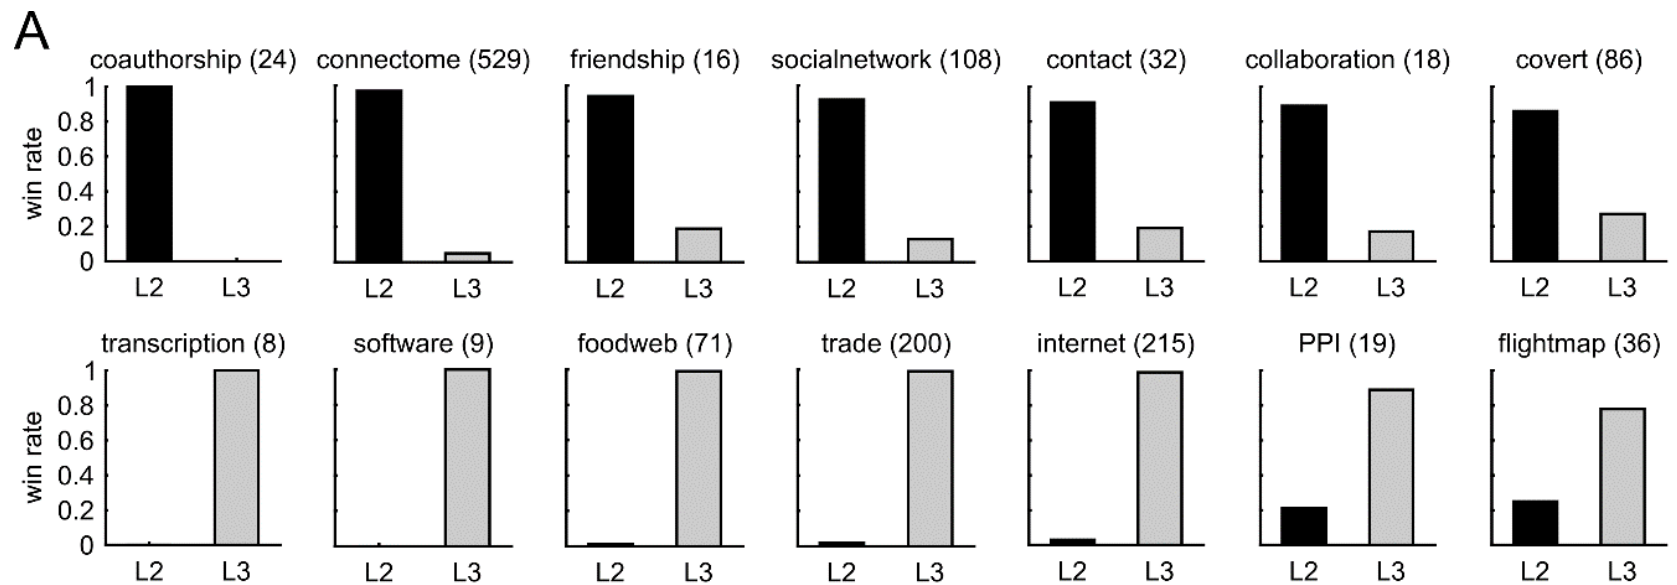 A
coauthorship (24) connectome (529) friendship (16) socialnetwork (108) contact (32) collaboration (18) covert (86)
1
0.8
0.6
0.4
0.2
0
win rate
L2 L3 L2 L3 L2 L3 L2 L3 L2 L3 L2 L3 L2 L3
transcription (8) software (9) foodweb (71) trade (200) internet (215) PPI (19) flightmap (36)
1
0.8
0.6
0.4
0.2
0
win rate
L2 L3 L2 L3 L2 L3 L2 L3 L2 L3 L2 L3 L2 L3